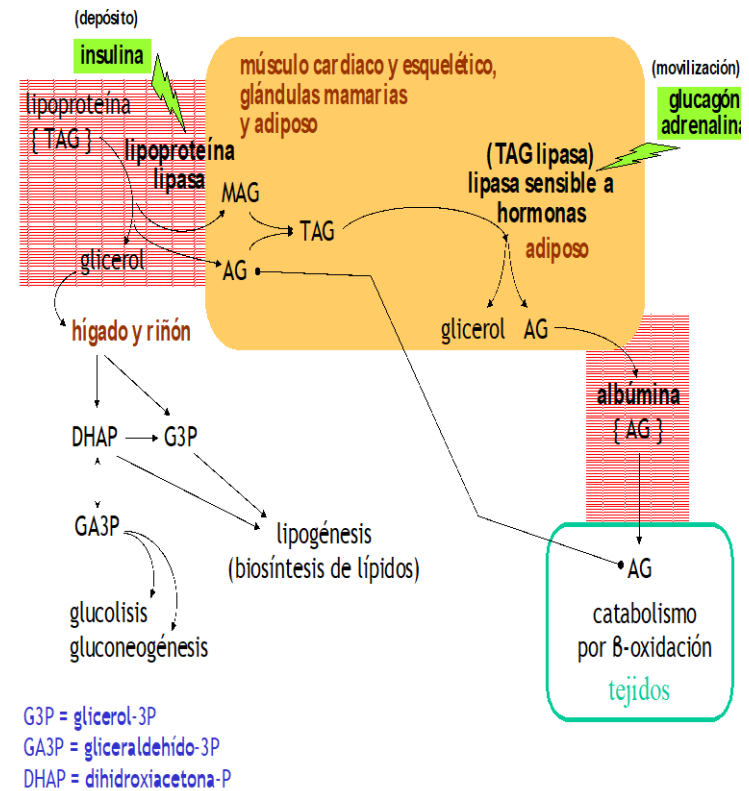 (depósito)
insulina
lipoproteína
{ TAG }
lipoproteína
lipasa
músculo cardiaco y esquelético,
glándulas mamarias
y adiposo
(movilización)
glucagón
adrenalina
(TAG lipasa)
lipasa sensible a
hormonas
adiposo
MAG
TAG
AG
glicerol
glicerol AG
hígado y riñón
albúmina
{ AG }
DHAP
G3P
GA3P
lipogénesis
(biosíntesis de lípidos)
glucolisis
gluconeogénesis
AG
catabolismo
por ß-oxidación
tejidos
G3P = glicerol-3P
GA3P = gliceraldehído-3P
DHAP = dihidroxiacetona-P